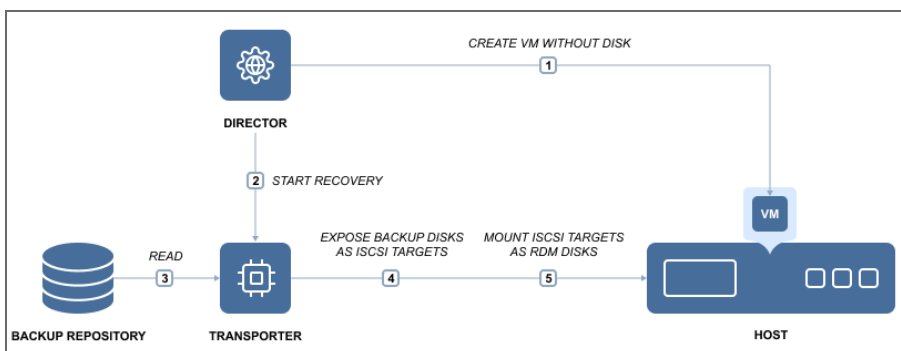 CREATE VM WITHOUT DISK
1
DIRECTOR
2 START RECOVERY
VM
READ
3
EXPOSE BACKUP DISKS
AS ISCSI TARGETS
4
MOUNT ISCSI TARGETS
AS RDM DISKS
5
BACKUP REPOSITORY
TRANSPORTER
HOST